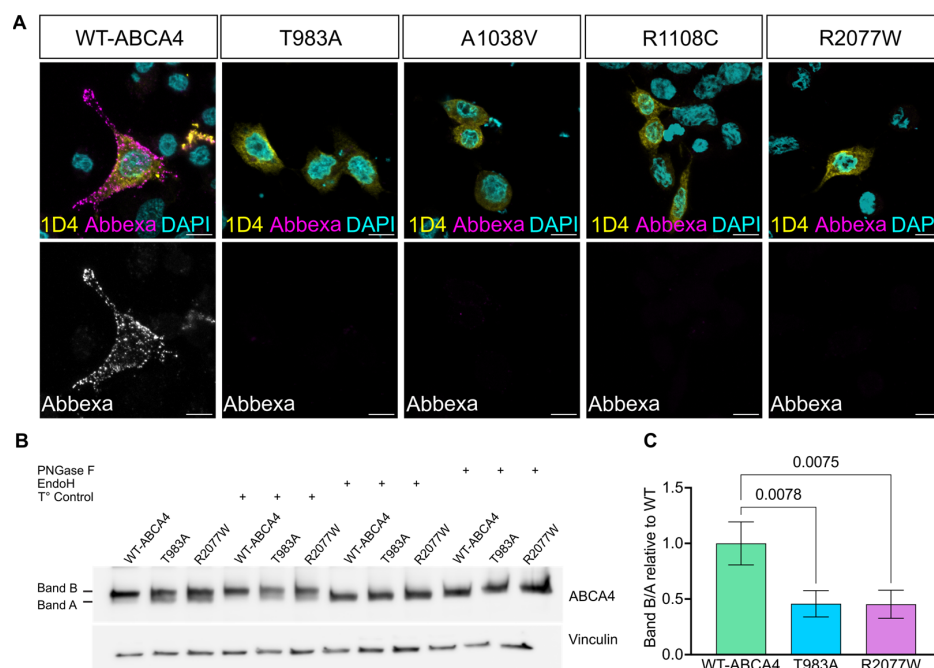 A
WT-ABCA4 T983A A1038V R1108C R2077W
1D4 Abbexa DAPI 1D4 Abbexa DAPI 1D4 Abbexa DAPI 1D4 Abbexa DAPI 1D4 Abbexa DAPI
Abbexa Abbexa Abbexa Abbexa Abbexa
B
PNGase F + + +
EndoH + + +
T° Control + + +
WT-ABCA4 T983A R2077W WT-ABCA4 T983A R2077W WT-ABCA4 T983A R2077W WT-ABCA4 T983A R2077W
Band B
Band A
ABCA4
Vinculin
C
Band B/A relative to WT
0.0075
0.0078
1.5
1.0
0.5
0.0
WT-ABCA4 T983A R2077W